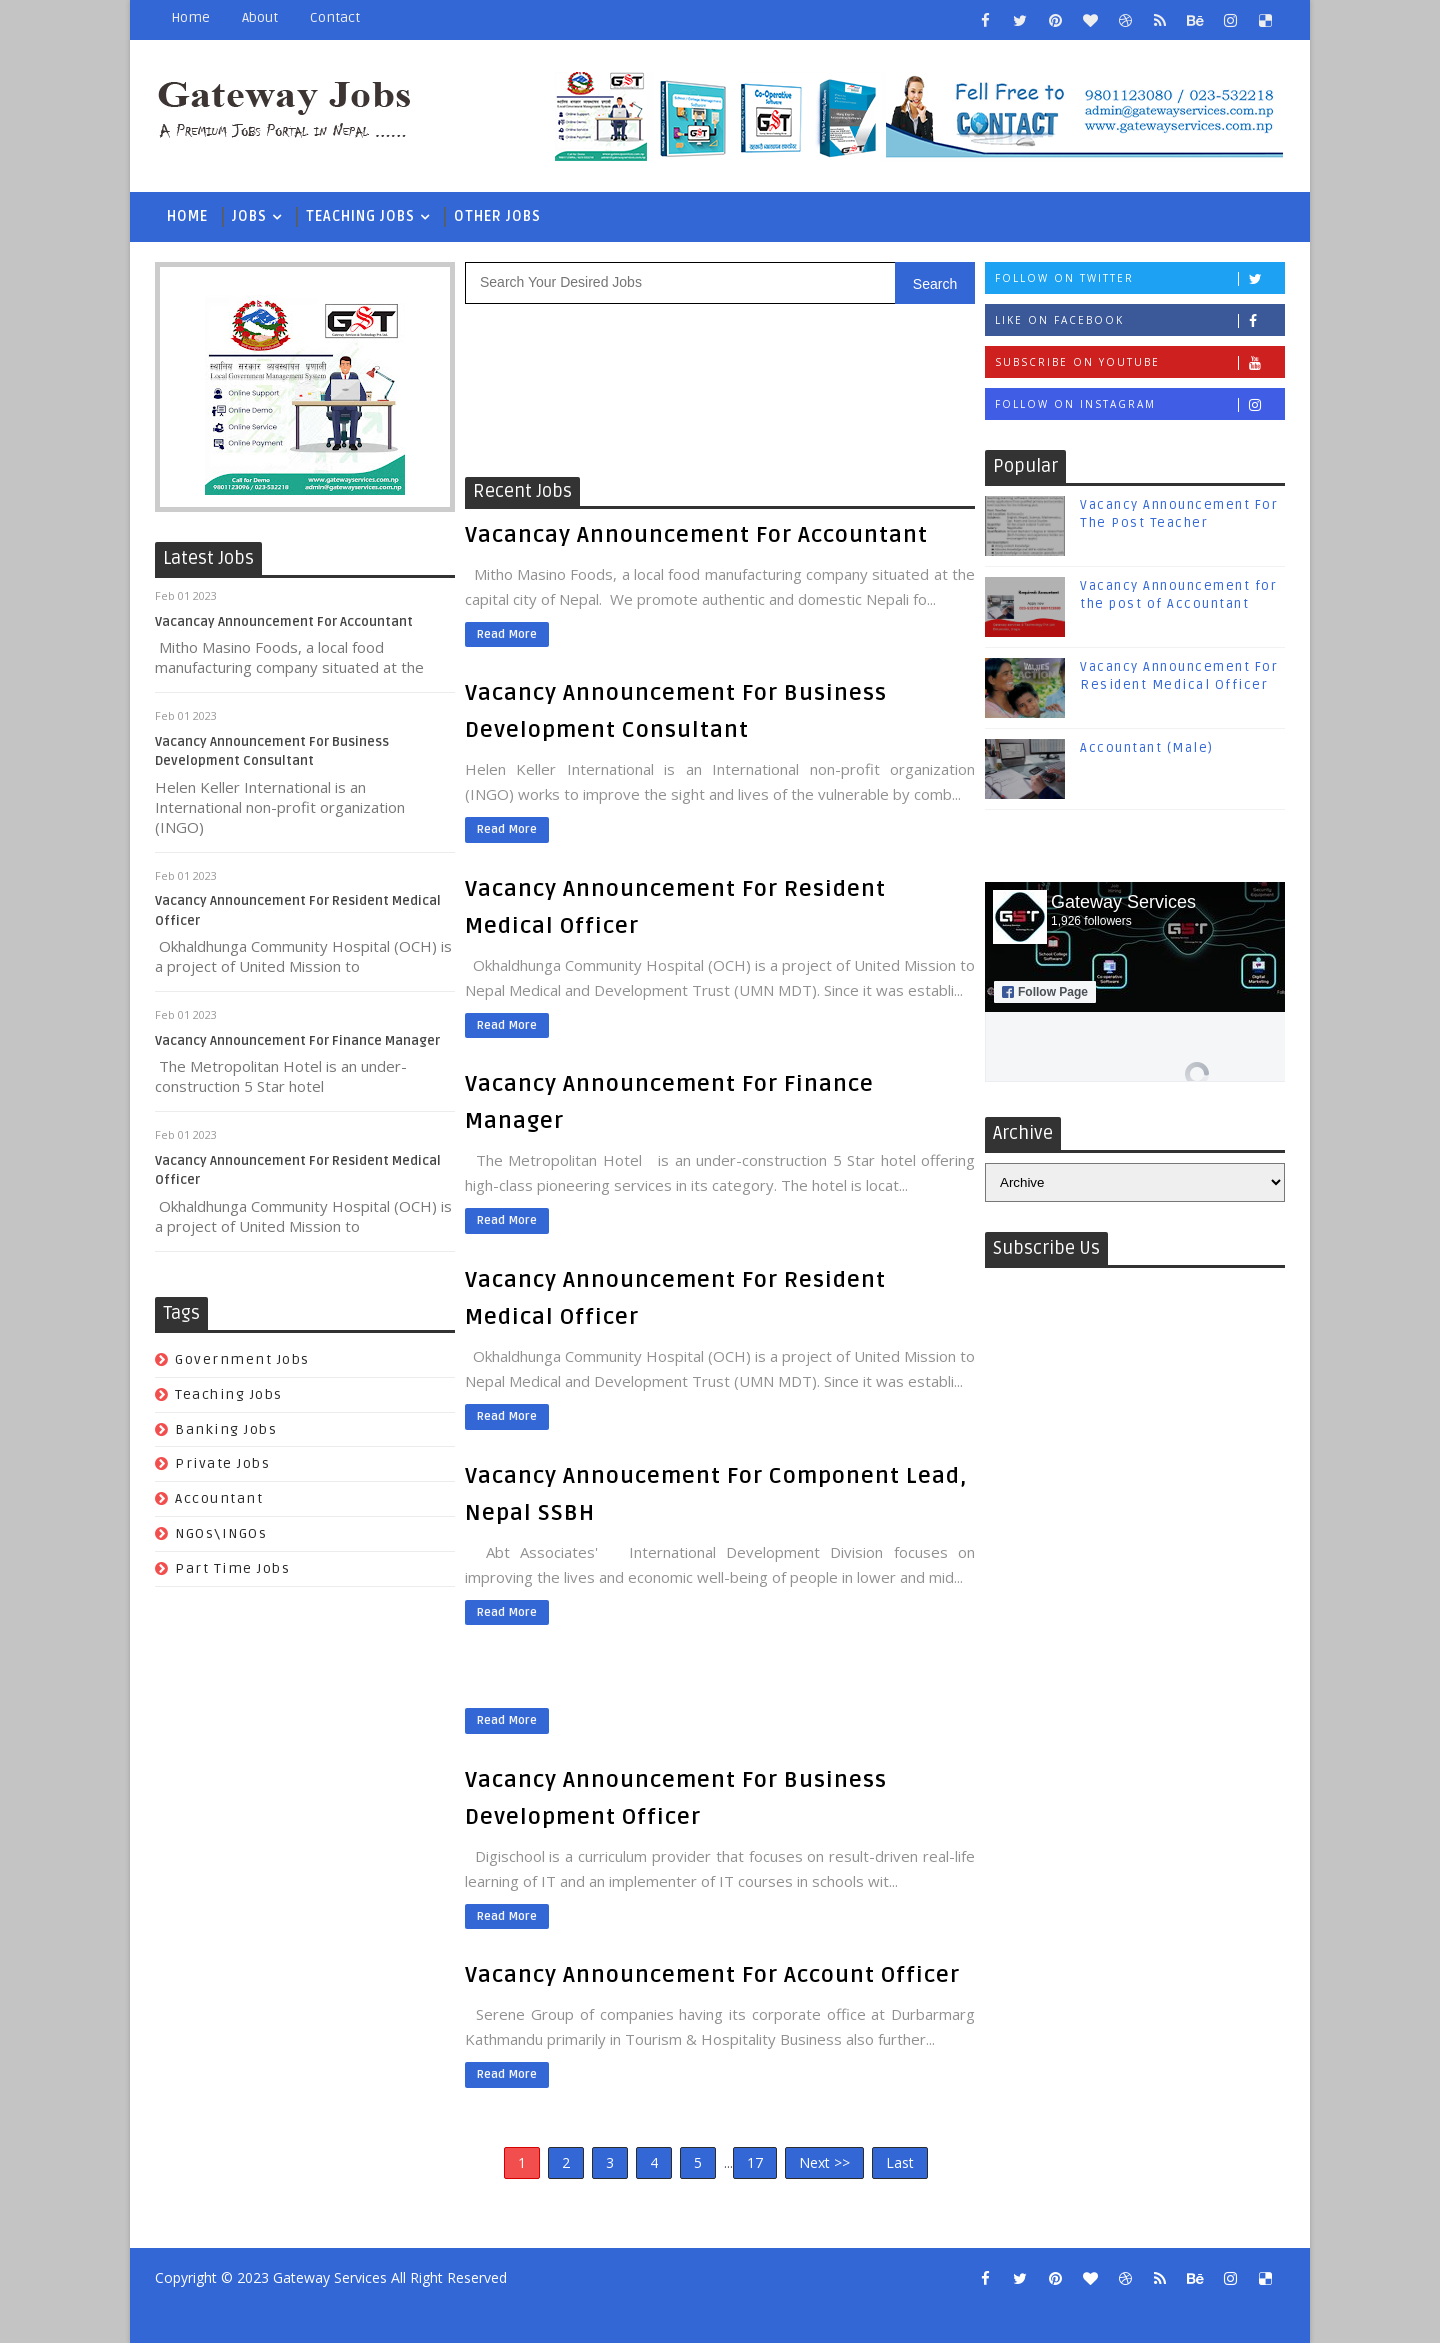 Home About Contact
Gateway Jobs
A Premium Jobs Portal in Nepal ......
GST
Co-Operative
Software
GST
GST
Fell Free to
CONTACT
9801123080 / 023-532218
admin@gatewayservices.com.np
www.gatewayservices.com.np
HOME JOBS TEACHING JOBS OTHER JOBS
GST
स्थानिय सरकार व्यवस्थापन प्रणाली
Local Government Management System
Online Support
Online Demo
Online Service
Online Payment
Call for Demo
9801123096 / 023-532218
www.gatewayservices.com.np
admin@gatewayservices.com.np
Latest Jobs
Feb 01 2023
Vacancay Announcement For Accountant
Mitho Masino Foods, a local food
manufacturing company situated at the
Feb 01 2023
Vacancy Announcement For Business
Development Consultant
Helen Keller International is an
International non-profit organization
(INGO)
Feb 01 2023
Vacancy Announcement For Resident Medical
Officer
Okhaldhunga Community Hospital (OCH) is
a project of United Mission to
Feb 01 2023
Vacancy Announcement For Finance Manager
The Metropolitan Hotel is an under-
construction 5 Star hotel
Feb 01 2023
Vacancy Announcement For Resident Medical
Officer
Okhaldhunga Community Hospital (OCH) is
a project of United Mission to
Tags
Government Jobs
Teaching Jobs
Banking Jobs
Private Jobs
Accountant
NGOs\INGOs
Part Time Jobs
Search Your Desired Jobs
Search
Recent Jobs
Vacancay Announcement For Accountant
Mitho Masino Foods, a local food manufacturing company situated at the
capital city of Nepal. We promote authentic and domestic Nepali fo...
Read More
Vacancy Announcement For Business
Development Consultant
Helen Keller International is an International non-profit organization
(INGO) works to improve the sight and lives of the vulnerable by comb...
Read More
Vacancy Announcement For Resident
Medical Officer
Okhaldhunga Community Hospital (OCH) is a project of United Mission to
Nepal Medical and Development Trust (UMN MDT). Since it was establi...
Read More
Vacancy Announcement For Finance
Manager
The Metropolitan Hotel is an under-construction 5 Star hotel offering
high-class pioneering services in its category. The hotel is locat...
Read More
Vacancy Announcement For Resident
Medical Officer
Okhaldhunga Community Hospital (OCH) is a project of United Mission to
Nepal Medical and Development Trust (UMN MDT). Since it was establi...
Read More
Vacancy Annoucement For Component Lead,
Nepal SSBH
Abt Associates' International Development Division focuses on
improving the lives and economic well-being of people in lower and mid...
Read More
Read More
Vacancy Announcement For Business
Development Officer
Digischool is a curriculum provider that focuses on result-driven real-life
learning of IT and an implementer of IT courses in schools wit...
Read More
Vacancy Announcement For Account Officer
Serene Group of companies having its corporate office at Durbarmarg
Kathmandu primarily in Tourism & Hospitality Business also further...
Read More
1 2 3 4 5 ... 17 Next >> Last
FOLLOW ON TWITTER
LIKE ON FACEBOOK
SUBSCRIBE ON YOUTUBE
FOLLOW ON INSTAGRAM
Popular
Vacancy Announcement For
The Post Teacher
Vacancy Announcement for
the post of Accountant
Vacancy Announcement For
Resident Medical Officer
Accountant (Male)
Gateway Services
1,926 followers
GST
GST
School College
Software
Co-operative
Software
Digital
Marketing
Follow Page
Archive
Archive
Subscribe Us
Copyright © 2023 Gateway Services All Right Reserved